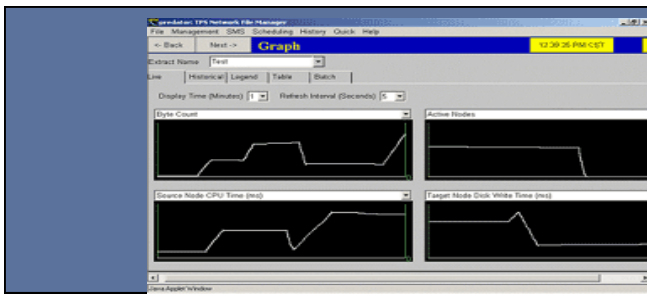 predator: TPS Network File Manager
File Management SMS Scheduling History Quick Help
<- Back Next -> Graph 12:39:25 PM CST
Extract Name Test
Line Historical Legend Table Batch
Display Time (Minutes) 1 Refresh Interval (Seconds) 5
Byte Count Active Nodes
Source Node CPU Time (ms) Target Node Disk Write Time (ms)
Java Applet Window